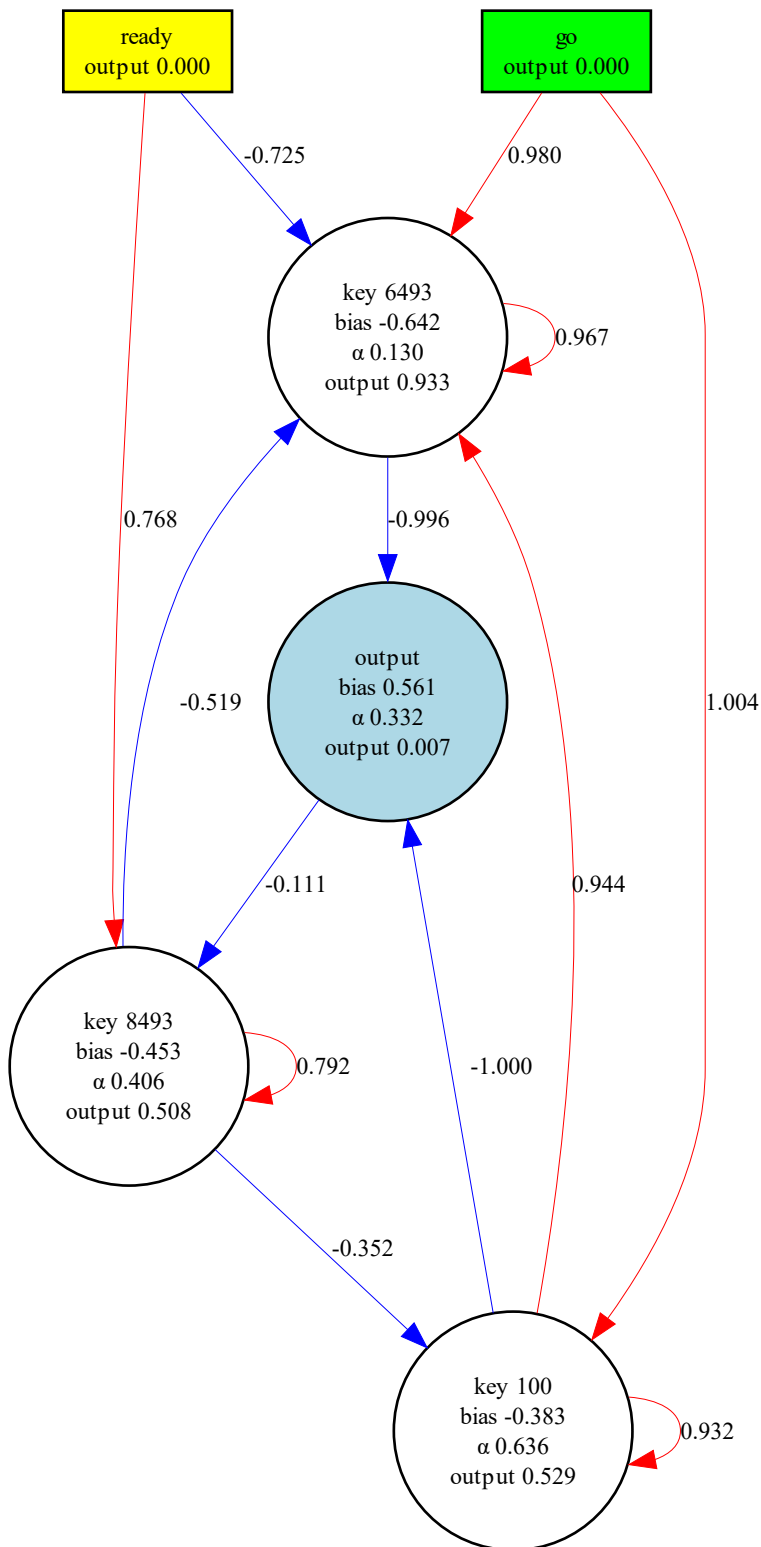 ready
output 0.000
go
output 0.000
-0.725
0.980
key 6493
bias -0.642
α 0.130
output 0.933
0.967
0.768
-0.996
-0.519
output
bias 0.561
α 0.332
output 0.007
1.004
-0.111
0.944
key 8493
bias -0.453
α 0.406
output 0.508
0.792
-1.000
-0.352
key 100
bias -0.383
α 0.636
output 0.529
0.932